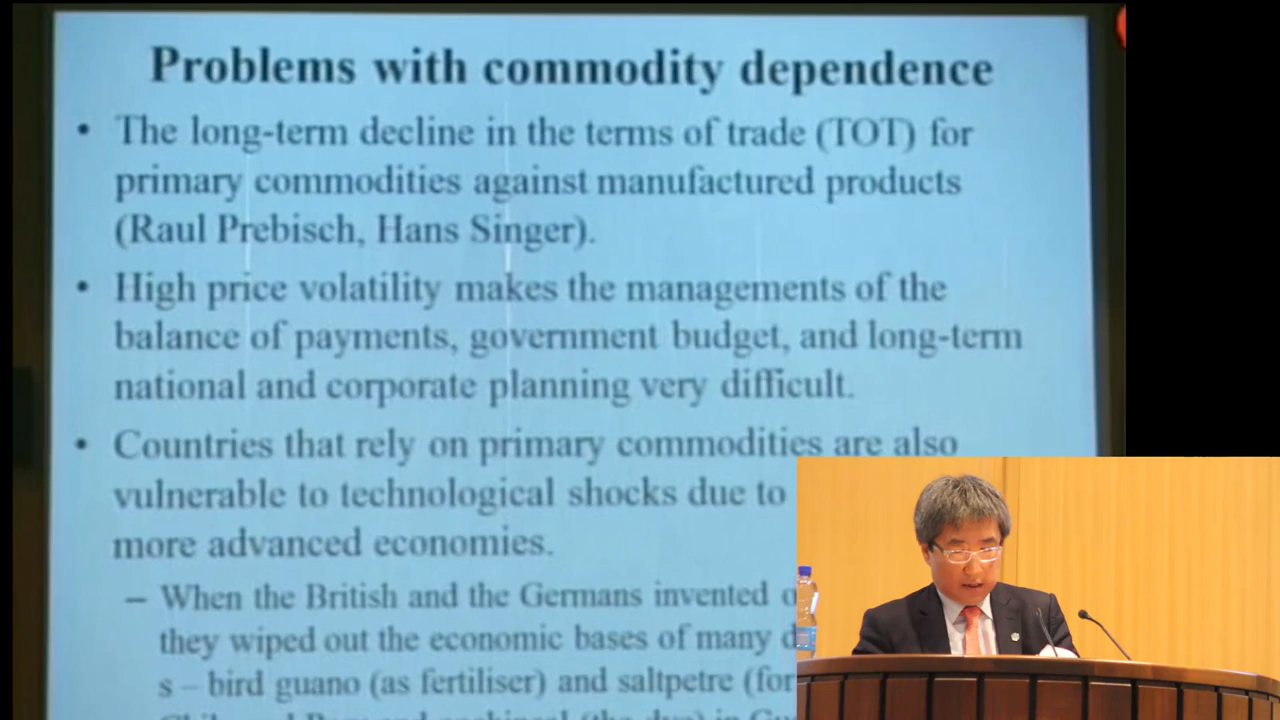 Problems with commodity dependence
• The long-term decline in the terms of trade (TOT) for
primary commodities against manufactured products
(Raul Prebisch, Hans Singer).
• High price volatility makes the managements of the
balance of payments, government budget, and long-term
national and corporate planning very difficult.
• Countries that rely on primary commodities are also
vulnerable to technological shocks due to
more advanced economies.
– When the British and the Germans invented
they wiped out the economic bases of many
s – bird guano (as fertiliser) and saltpetre (for